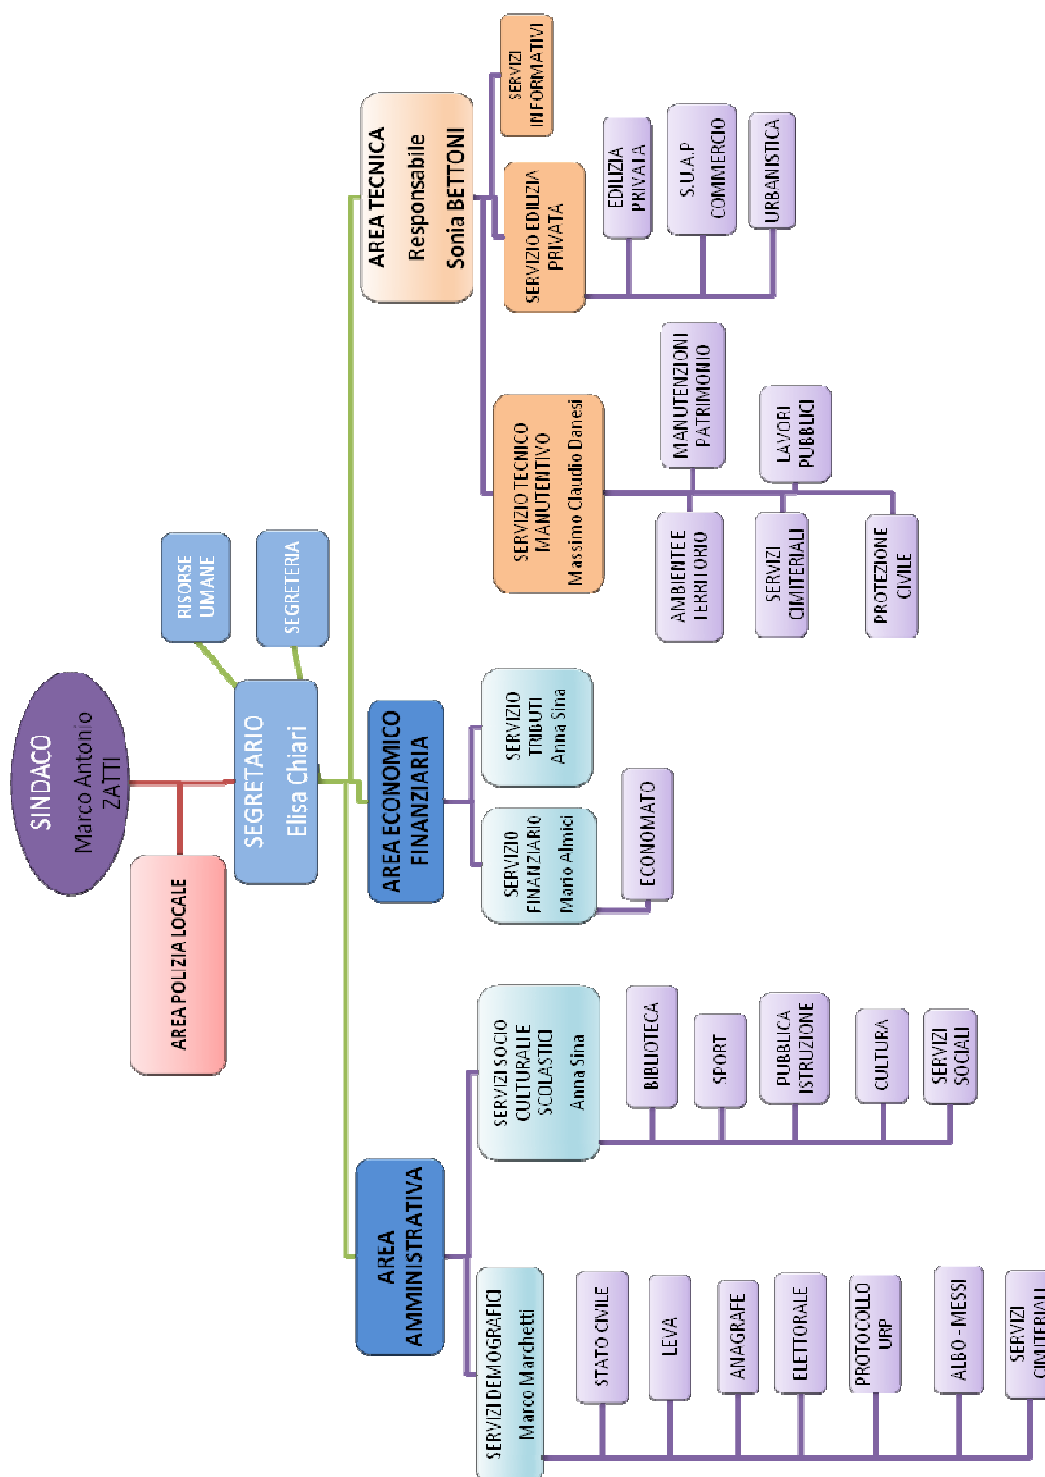 SINDACO
Marco Antonio
ZATTI
AREA POLIZIA LOCALE
SEGRETARIO
Elisa Chiari
RISORSE
UMANE
SEGRETERIA
AREA
AMMINISTRATIVA
AREA ECONOMICO
FINANZIARIA
AREA TECNICA
Responsabile
Sonia BETTONI
SERVIZI DEMOGRAFICI
Marco Marchetti
STATO CIVILE
LEVA
ANAGRAFE
ELETTORALE
PROTOCOLLO
URP
ALBO - MESSI
SERVIZI
CIMITERIALI
SERVIZI SOCIO
CULTURALI E
SCOLASTICI
Anna Sina
BIBLIOTECA
SPORT
PUBBLICA
ISTRUZIONE
CULTURA
SERVIZI
SOCIALI
SERVIZIO
FINANZIARIO
Mario Almici
ECONOMATO
SERVIZIO
TRIBUTI
Anna Sina
SERVIZIO TECNICO
MANUTENTIVO
Massimo Claudio Danesi
AMBIENTE E
TERRITORIO
MANUTENZIONI
PATRIMONIO
SERVIZI
CIMITERIALI
LAVORI
PUBBLICI
PROTEZIONE
CIVILE
SERVIZIO EDILIZIA
PRIVATA
EDILIZIA
PRIVATA
S.U.A.P
COMMERCIO
URBANISTICA
SERVIZI
INFORMATIVI